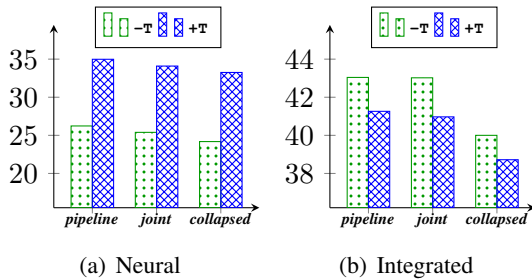 −T +T
35
30
25
20
pipeline joint collapsed
(a) Neural
−T +T
44
42
40
38
pipeline joint collapsed
(b) Integrated